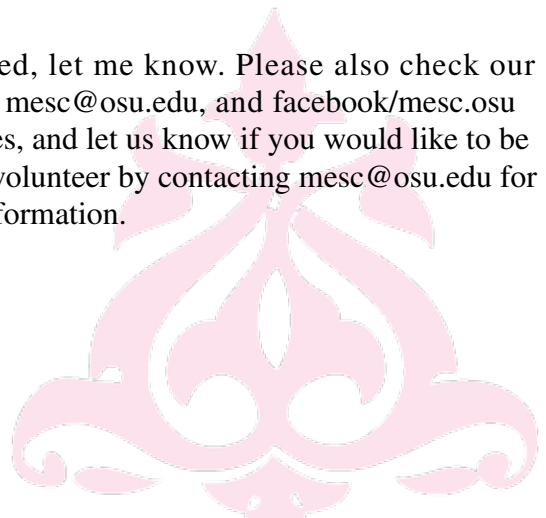 ed, let me know. Please also check our
mesc@osu.edu, and facebook/mesc.osu
es, and let us know if you would like to be
volunteer by contacting mesc@osu.edu for
formation.